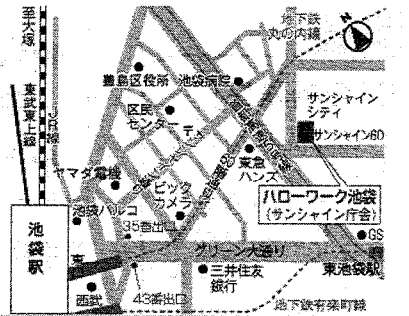 至大塚
地下鉄
丸の内線
N
東武東上線
JR線
豊島区役所
池袋病院
サンシャイン
シティ
区民
センター
〒
サンシャイン60
ヤマダ電機
東急
ハンズ
ビック
カメラ
ハローワーク池袋
(サンシャイン庁舎)
池袋パルコ
35番出口
GS
池袋駅
グリーン大通り
東
東池袋駅
三井住友
銀行
西武
43番出口
地下鉄有楽町線